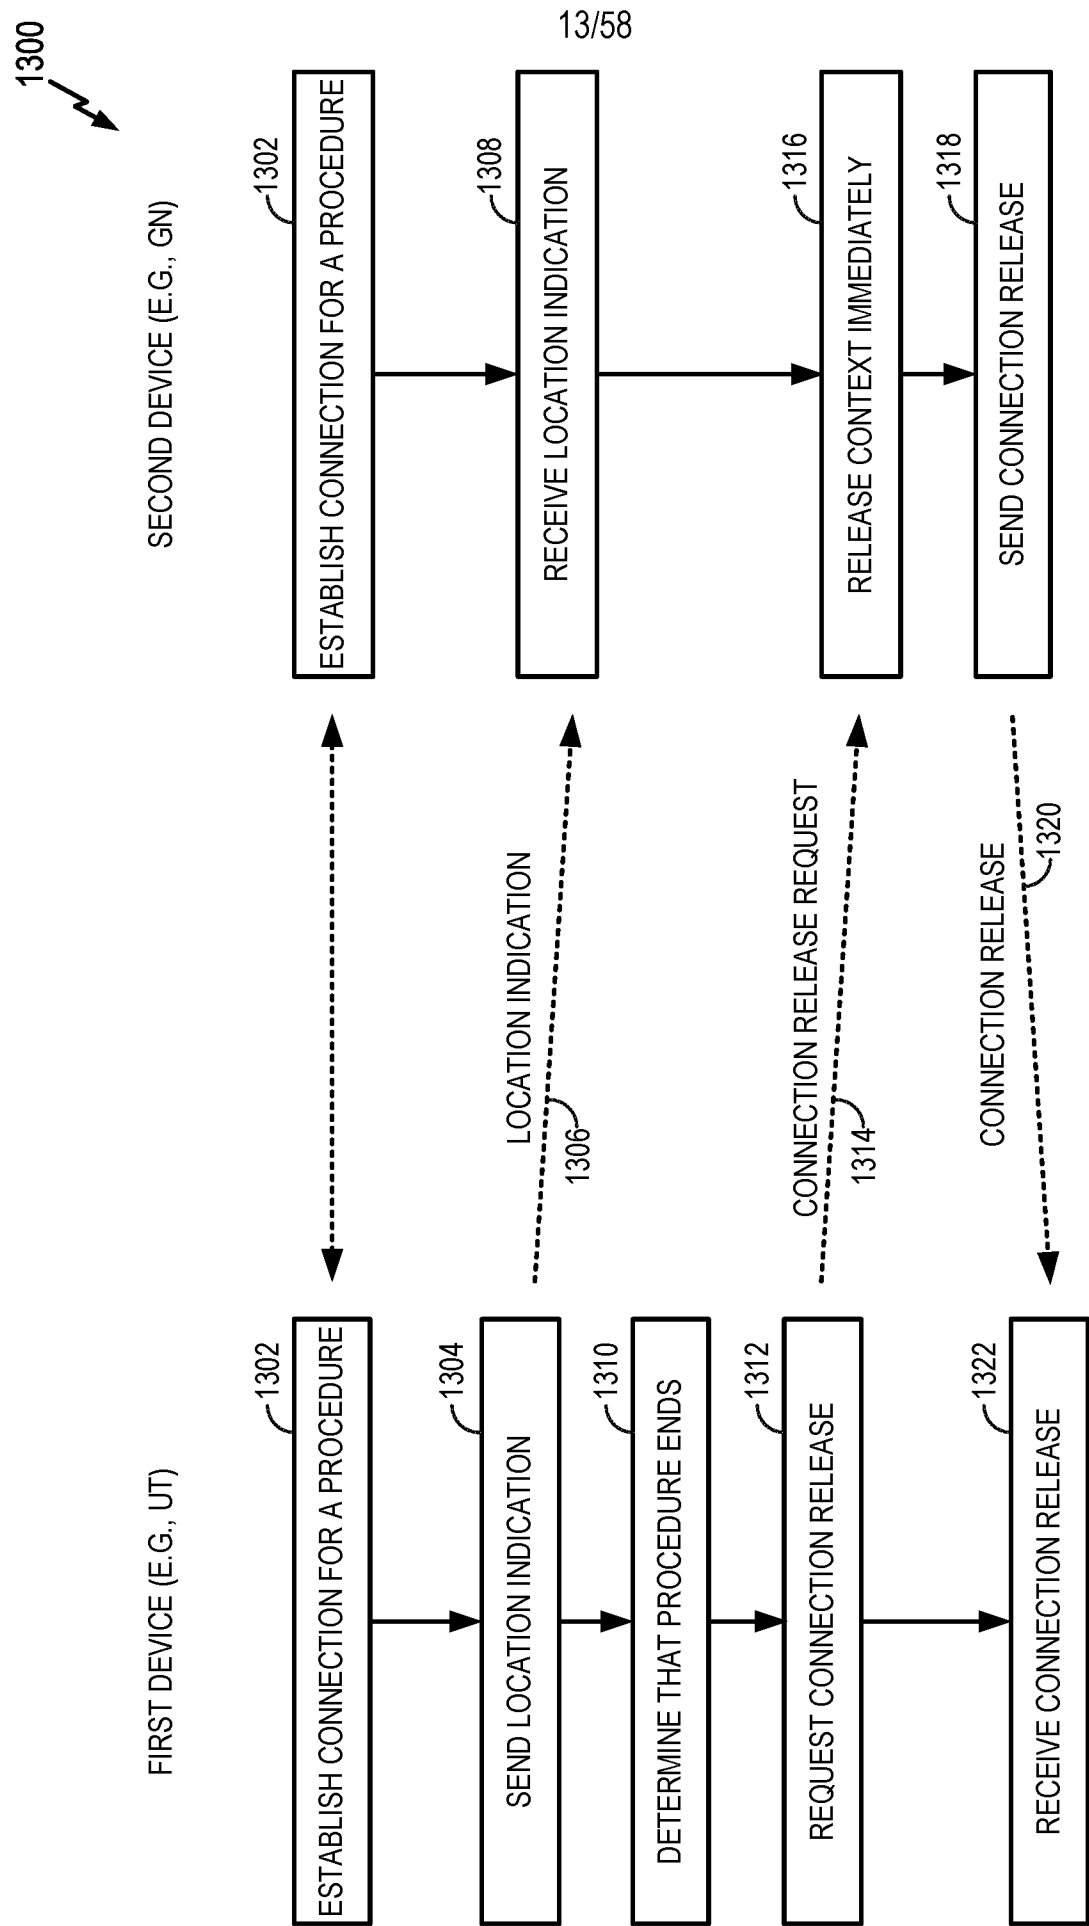 13/58
1300
FIRST DEVICE (E.G., UT)
SECOND DEVICE (E.G., GN)
1302
ESTABLISH CONNECTION FOR A PROCEDURE
1302
ESTABLISH CONNECTION FOR A PROCEDURE
1304
SEND LOCATION INDICATION
LOCATION INDICATION
1306
1308
RECEIVE LOCATION INDICATION
1310
DETERMINE THAT PROCEDURE ENDS
1312
REQUEST CONNECTION RELEASE
CONNECTION RELEASE REQUEST
1314
1316
RELEASE CONTEXT IMMEDIATELY
1318
SEND CONNECTION RELEASE
CONNECTION RELEASE
1320
1322
RECEIVE CONNECTION RELEASE